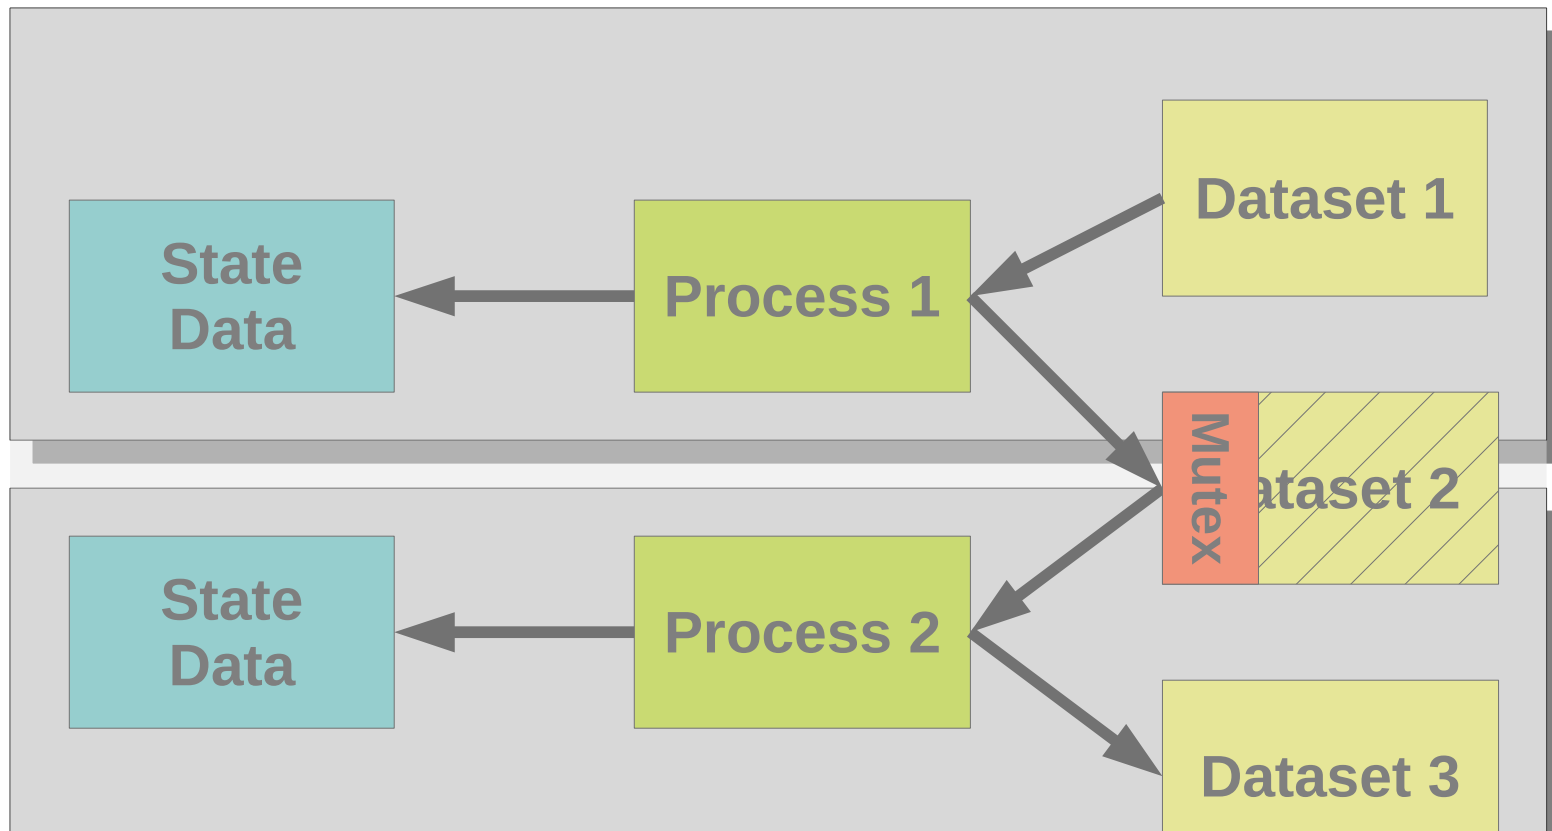 Dataset 1
State
Data
Process 1
Mutex
ataset 2
State
Data
Process 2
Dataset 3